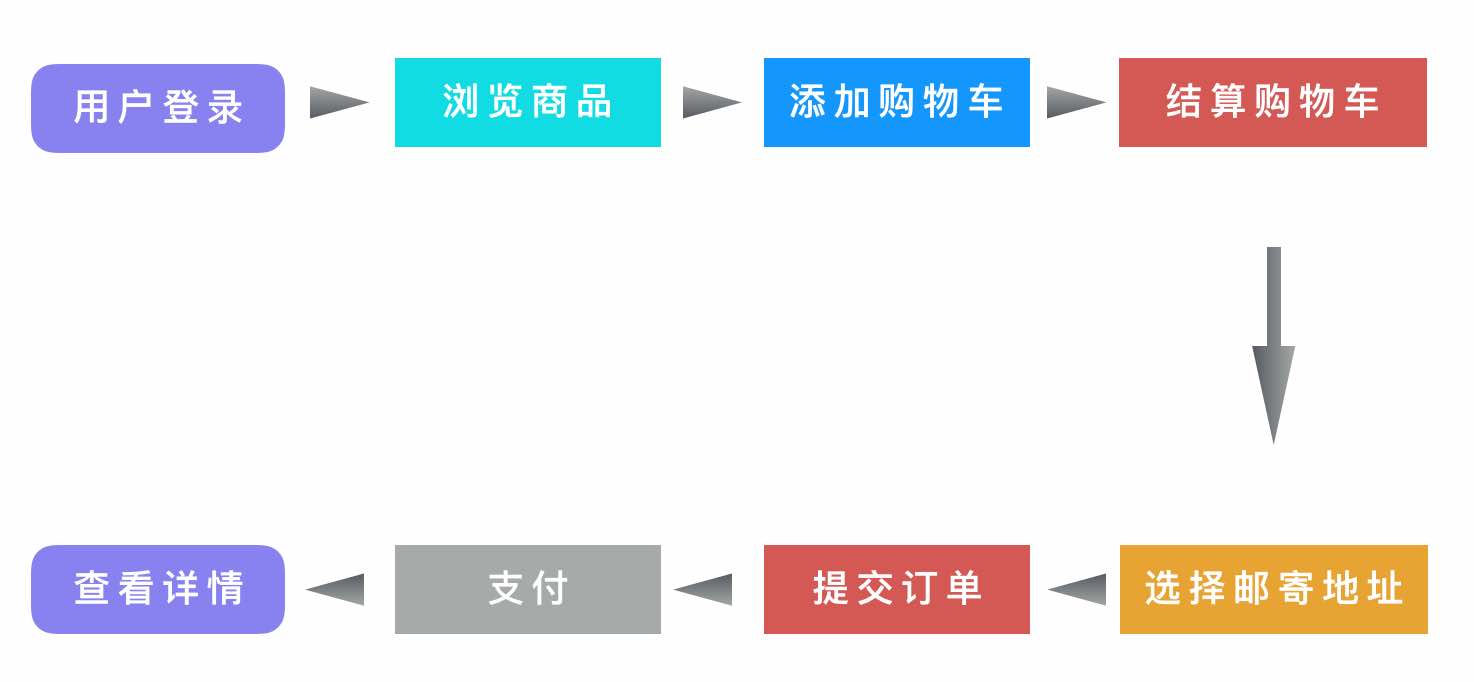 用户登录
浏览商品
添加购物车
结算购物车
选择邮寄地址
提交订单
支付
查看详情